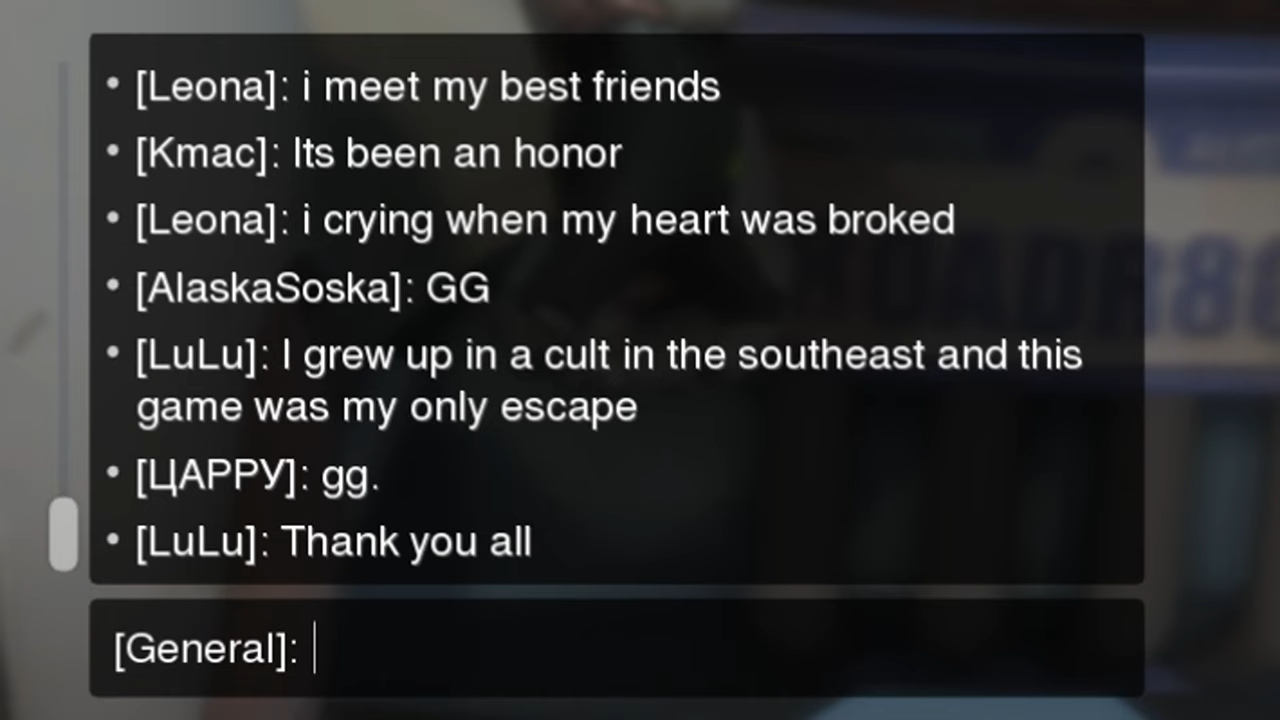 • [Leona]: i meet my best friends
• [Kmac]: Its been an honor
• [Leona]: i crying when my heart was broked
• [AlaskaSoska]: GG
• [LuLu]: I grew up in a cult in the southeast and this
game was my only escape
• [ЦАРРУ]: gg.
• [LuLu]: Thank you all
[General]: